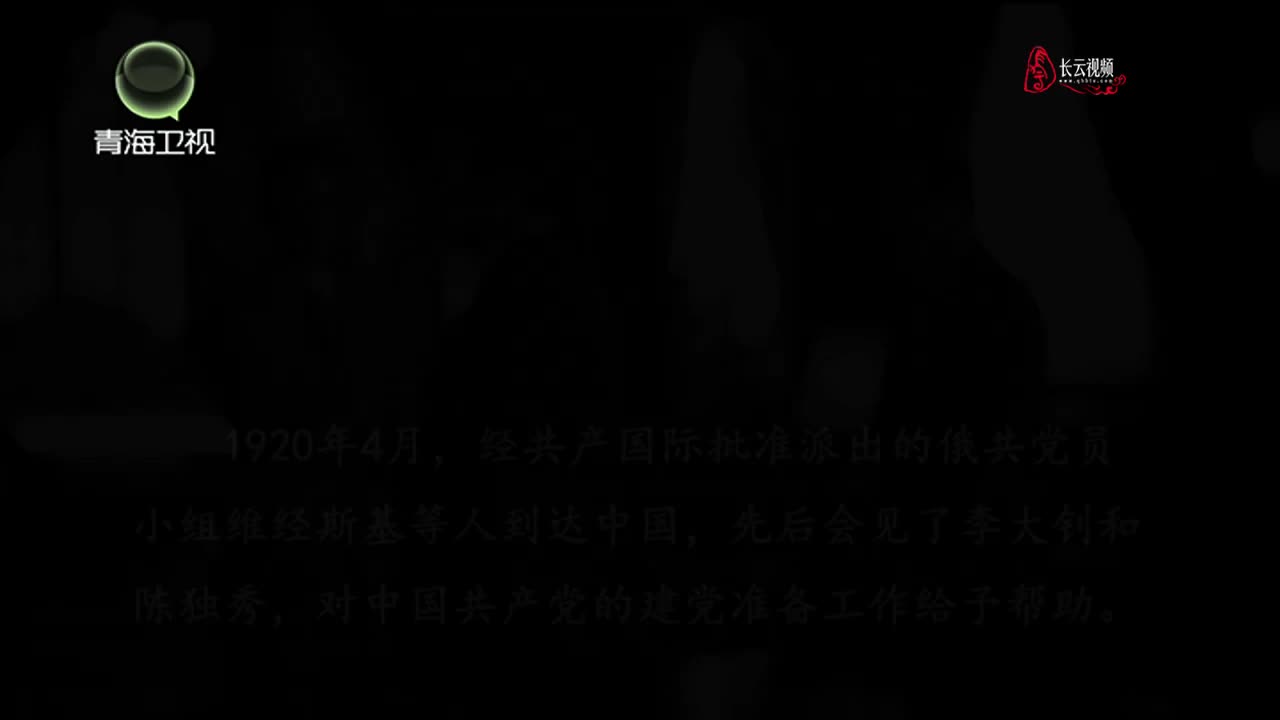 青海卫视
长云视频
www.qhbtn.com
1920年4月，经共产国际批准派出的俄共党员
小组维经斯基等人到达中国，先后会见了李大钊和
陈独秀，对中国共产党的建党准备工作给予帮助。